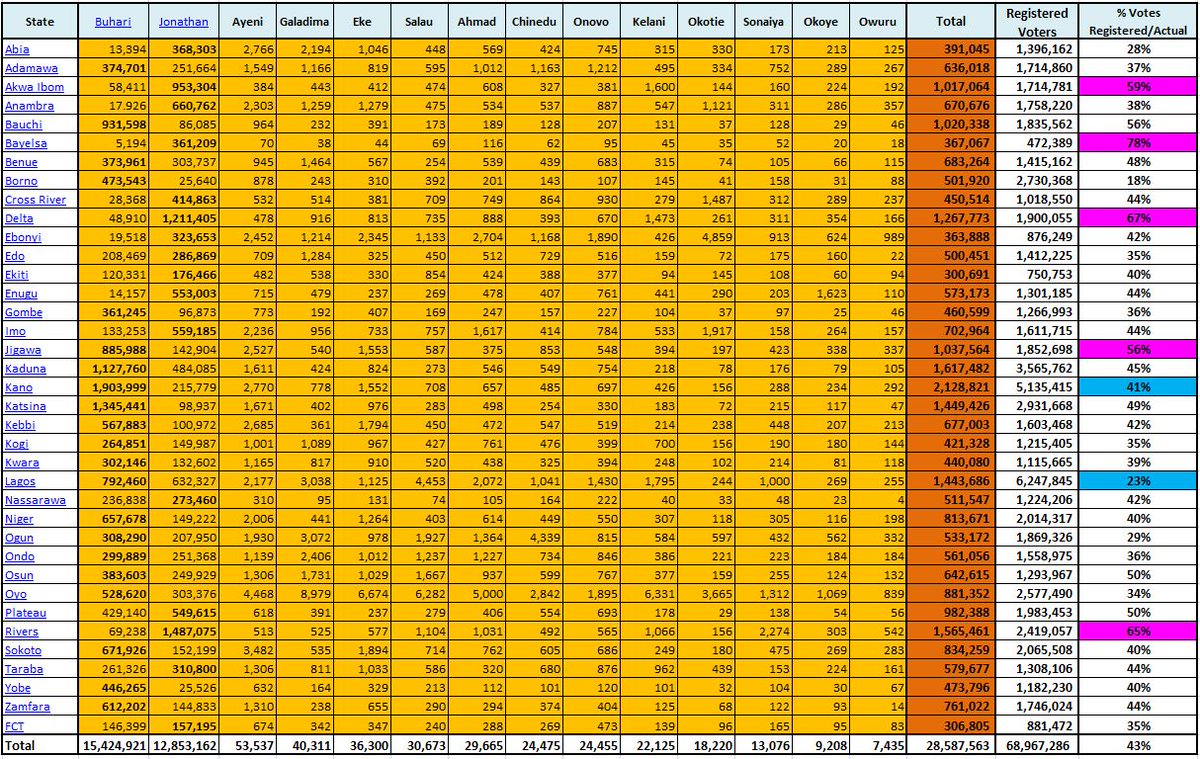 State Buhari Jonathan Ayeni Galadima Eke Salau Ahmad Chinedu Onovo Kelani Okotie Sonaiya Okoye Owuru Total Registered Voters % Votes Registered/Actual
Abia 13,394 368,303 2,766 2,194 1,046 448 569 424 745 315 330 173 213 125 391,045 1,396,162 28%
Adamawa 374,701 251,664 1,549 1,166 819 595 1,012 1,163 1,212 495 334 752 289 267 636,018 1,714,860 37%
Akwa Ibom 58,411 953,304 384 443 412 474 608 327 381 1,600 144 160 224 192 1,017,064 1,714,781 59%
Anambra 17.926 660,762 2,303 1,259 1,279 475 534 537 887 547 1,121 311 286 357 670,676 1,758,220 38%
Bauchi 931,598 86,085 964 232 391 173 189 128 207 131 37 128 29 46 1,020,338 1,835,562 56%
Bayelsa 5,194 361,209 70 38 44 69 116 62 95 45 35 52 20 18 367,067 472,389 78%
Benue 373,961 303,737 945 1,464 567 254 539 439 683 315 74 105 66 115 683,264 1,415,162 48%
Borno 473,543 25,640 878 243 310 392 201 143 107 145 41 158 31 88 501,920 2,730,368 18%
Cross River 28,368 414,863 532 514 381 709 749 864 930 279 1,487 312 289 237 450,514 1,018,550 44%
Delta 48,910 1,211,405 478 916 813 735 888 393 670 1,473 261 311 354 166 1,267,773 1,900,055 67%
Ebonyi 19,518 323,653 2,452 1,214 2,345 1,133 2,704 1,168 1,890 426 4,859 913 624 989 363,888 876,249 42%
Edo 208,469 286,869 709 1,284 325 450 512 729 516 159 72 175 160 22 500,451 1,412,225 35%
Ekiti 120,331 176,466 482 538 330 854 424 388 377 94 145 108 60 94 300,691 750,753 40%
Enugu 14,157 553,003 715 479 237 269 478 407 761 441 290 203 1,623 110 573,173 1,301,185 44%
Gombe 361,245 96,873 773 192 407 169 247 157 227 104 37 97 25 46 460,599 1,266,993 36%
Imo 133,253 559,185 2,236 956 733 757 1,617 414 784 533 1,917 158 264 157 702,964 1,611,715 44%
Jigawa 885,988 142,904 2,527 540 1,553 587 375 853 548 394 197 423 338 337 1,037,564 1,852,698 56%
Kaduna 1,127,760 484,085 1,611 424 824 273 546 549 754 218 78 176 79 105 1,617,482 3,565,762 45%
Kano 1,903,999 215,779 2,770 778 1,552 708 657 485 697 426 156 288 234 292 2,128,821 5,135,415 41%
Katsina 1,345,441 98,937 1,671 402 976 283 498 254 330 183 72 215 117 47 1,449,426 2,931,668 49%
Kebbi 567,883 100,972 2,685 361 1,794 450 472 547 519 214 238 448 207 213 677,003 1,603,468 42%
Kogi 264,851 149,987 1,001 1,089 967 427 761 476 399 700 156 190 180 144 421,328 1,215,405 35%
Kwara 302,146 132,602 1,165 817 910 520 438 325 394 248 102 214 81 118 440,080 1,115,665 39%
Lagos 792,460 632,327 2,177 3,038 1,125 4,453 2,072 1,041 1,430 1,795 244 1,000 269 255 1,443,686 6,247,845 23%
Nassarawa 236,838 273,460 310 95 131 74 105 164 222 40 33 48 23 4 511,547 1,224,206 42%
Niger 657,678 149,222 2,006 441 1,264 403 614 449 550 307 118 305 116 198 813,671 2,014,317 40%
Ogun 308,290 207,950 1,930 3,072 978 1,927 1,364 4,339 815 584 597 432 562 332 533,172 1,869,326 29%
Ondo 299,889 251,368 1,139 2,406 1,012 1,237 1,227 734 846 386 221 223 184 184 561,056 1,558,975 36%
Osun 383,603 249,929 1,306 1,731 1,029 1,667 937 599 767 377 159 255 124 132 642,615 1,293,967 50%
Oyo 528,620 303,376 4,468 8,979 6,674 6,282 5,000 2,842 1,895 6,331 3,665 1,312 1,069 839 881,352 2,577,490 34%
Plateau 429,140 549,615 618 391 237 279 406 554 693 178 29 138 54 56 982,388 1,983,453 50%
Rivers 69,238 1,487,075 513 525 577 1,104 1,031 492 565 1,066 156 2,274 303 542 1,565,461 2,419,057 65%
Sokoto 671,926 152,199 3,482 535 1,894 714 762 605 686 249 180 475 269 283 834,259 2,065,508 40%
Taraba 261,326 310,800 1,306 811 1,033 586 320 680 876 962 439 153 224 161 579,677 1,308,106 44%
Yobe 446,265 25,526 632 164 329 213 112 101 120 101 32 104 30 67 473,796 1,182,230 40%
Zamfara 612,202 144,833 1,310 238 655 290 294 374 404 125 68 122 93 14 761,022 1,746,024 44%
FCT 146,399 157,195 674 342 347 240 288 269 473 139 96 165 95 83 306,805 881,472 35%
Total 15,424,921 12,853,162 53,537 40,311 36,300 30,673 29,665 24,475 24,455 22,125 18,220 13,076 9,208 7,435 28,587,563 68,967,286 43%